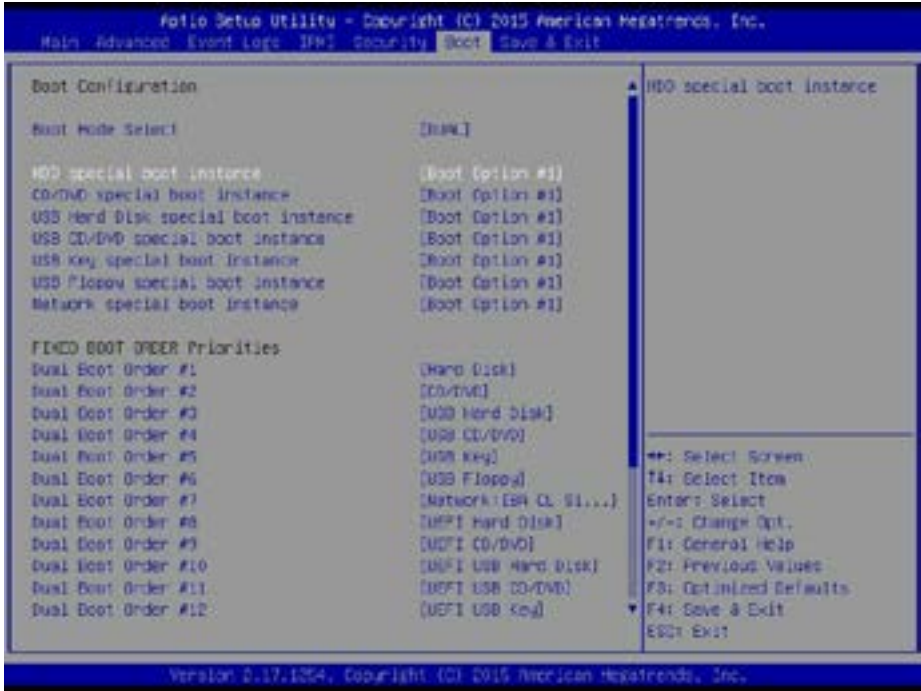 Aptio Setup Utility - Copyright (C) 2015 American Megatrends, Inc.
Main Advanced Event Logs IPMI Security Boot Save & Exit
Boot Configuration
Boot Mode Select [DUAL]
HDD special boot instance [Boot Option #1]
CD/DVD special boot instance [Boot Option #1]
USB Hard Disk special boot instance [Boot Option #1]
USB CD/DVD special boot instance [Boot Option #1]
USB Key special boot instance [Boot Option #1]
USB Floppy special boot instance [Boot Option #1]
Network special boot instance [Boot Option #1]
FIXED BOOT ORDER Priorities
Dual Boot Order #1 [Hard Disk]
Dual Boot Order #2 [CD/DVD]
Dual Boot Order #3 [USB Hard Disk]
Dual Boot Order #4 [USB CD/DVD]
Dual Boot Order #5 [USB Key]
Dual Boot Order #6 [USB Floppy]
Dual Boot Order #7 [Network:IBA CL Sl...]
Dual Boot Order #8 [UEFI Hard Disk]
Dual Boot Order #9 [UEFI CD/DVD]
Dual Boot Order #10 [UEFI USB Hard Disk]
Dual Boot Order #11 [UEFI USB CD/DVD]
Dual Boot Order #12 [UEFI USB Key]
HDD special boot instance
→←: Select Screen
↑↓: Select Item
Enter: Select
+/-: Change Opt.
F1: General Help
F2: Previous Values
F3: Optimized Defaults
F4: Save & Exit
ESC: Exit
Version 2.17.1254. Copyright (C) 2015 American Megatrends, Inc.